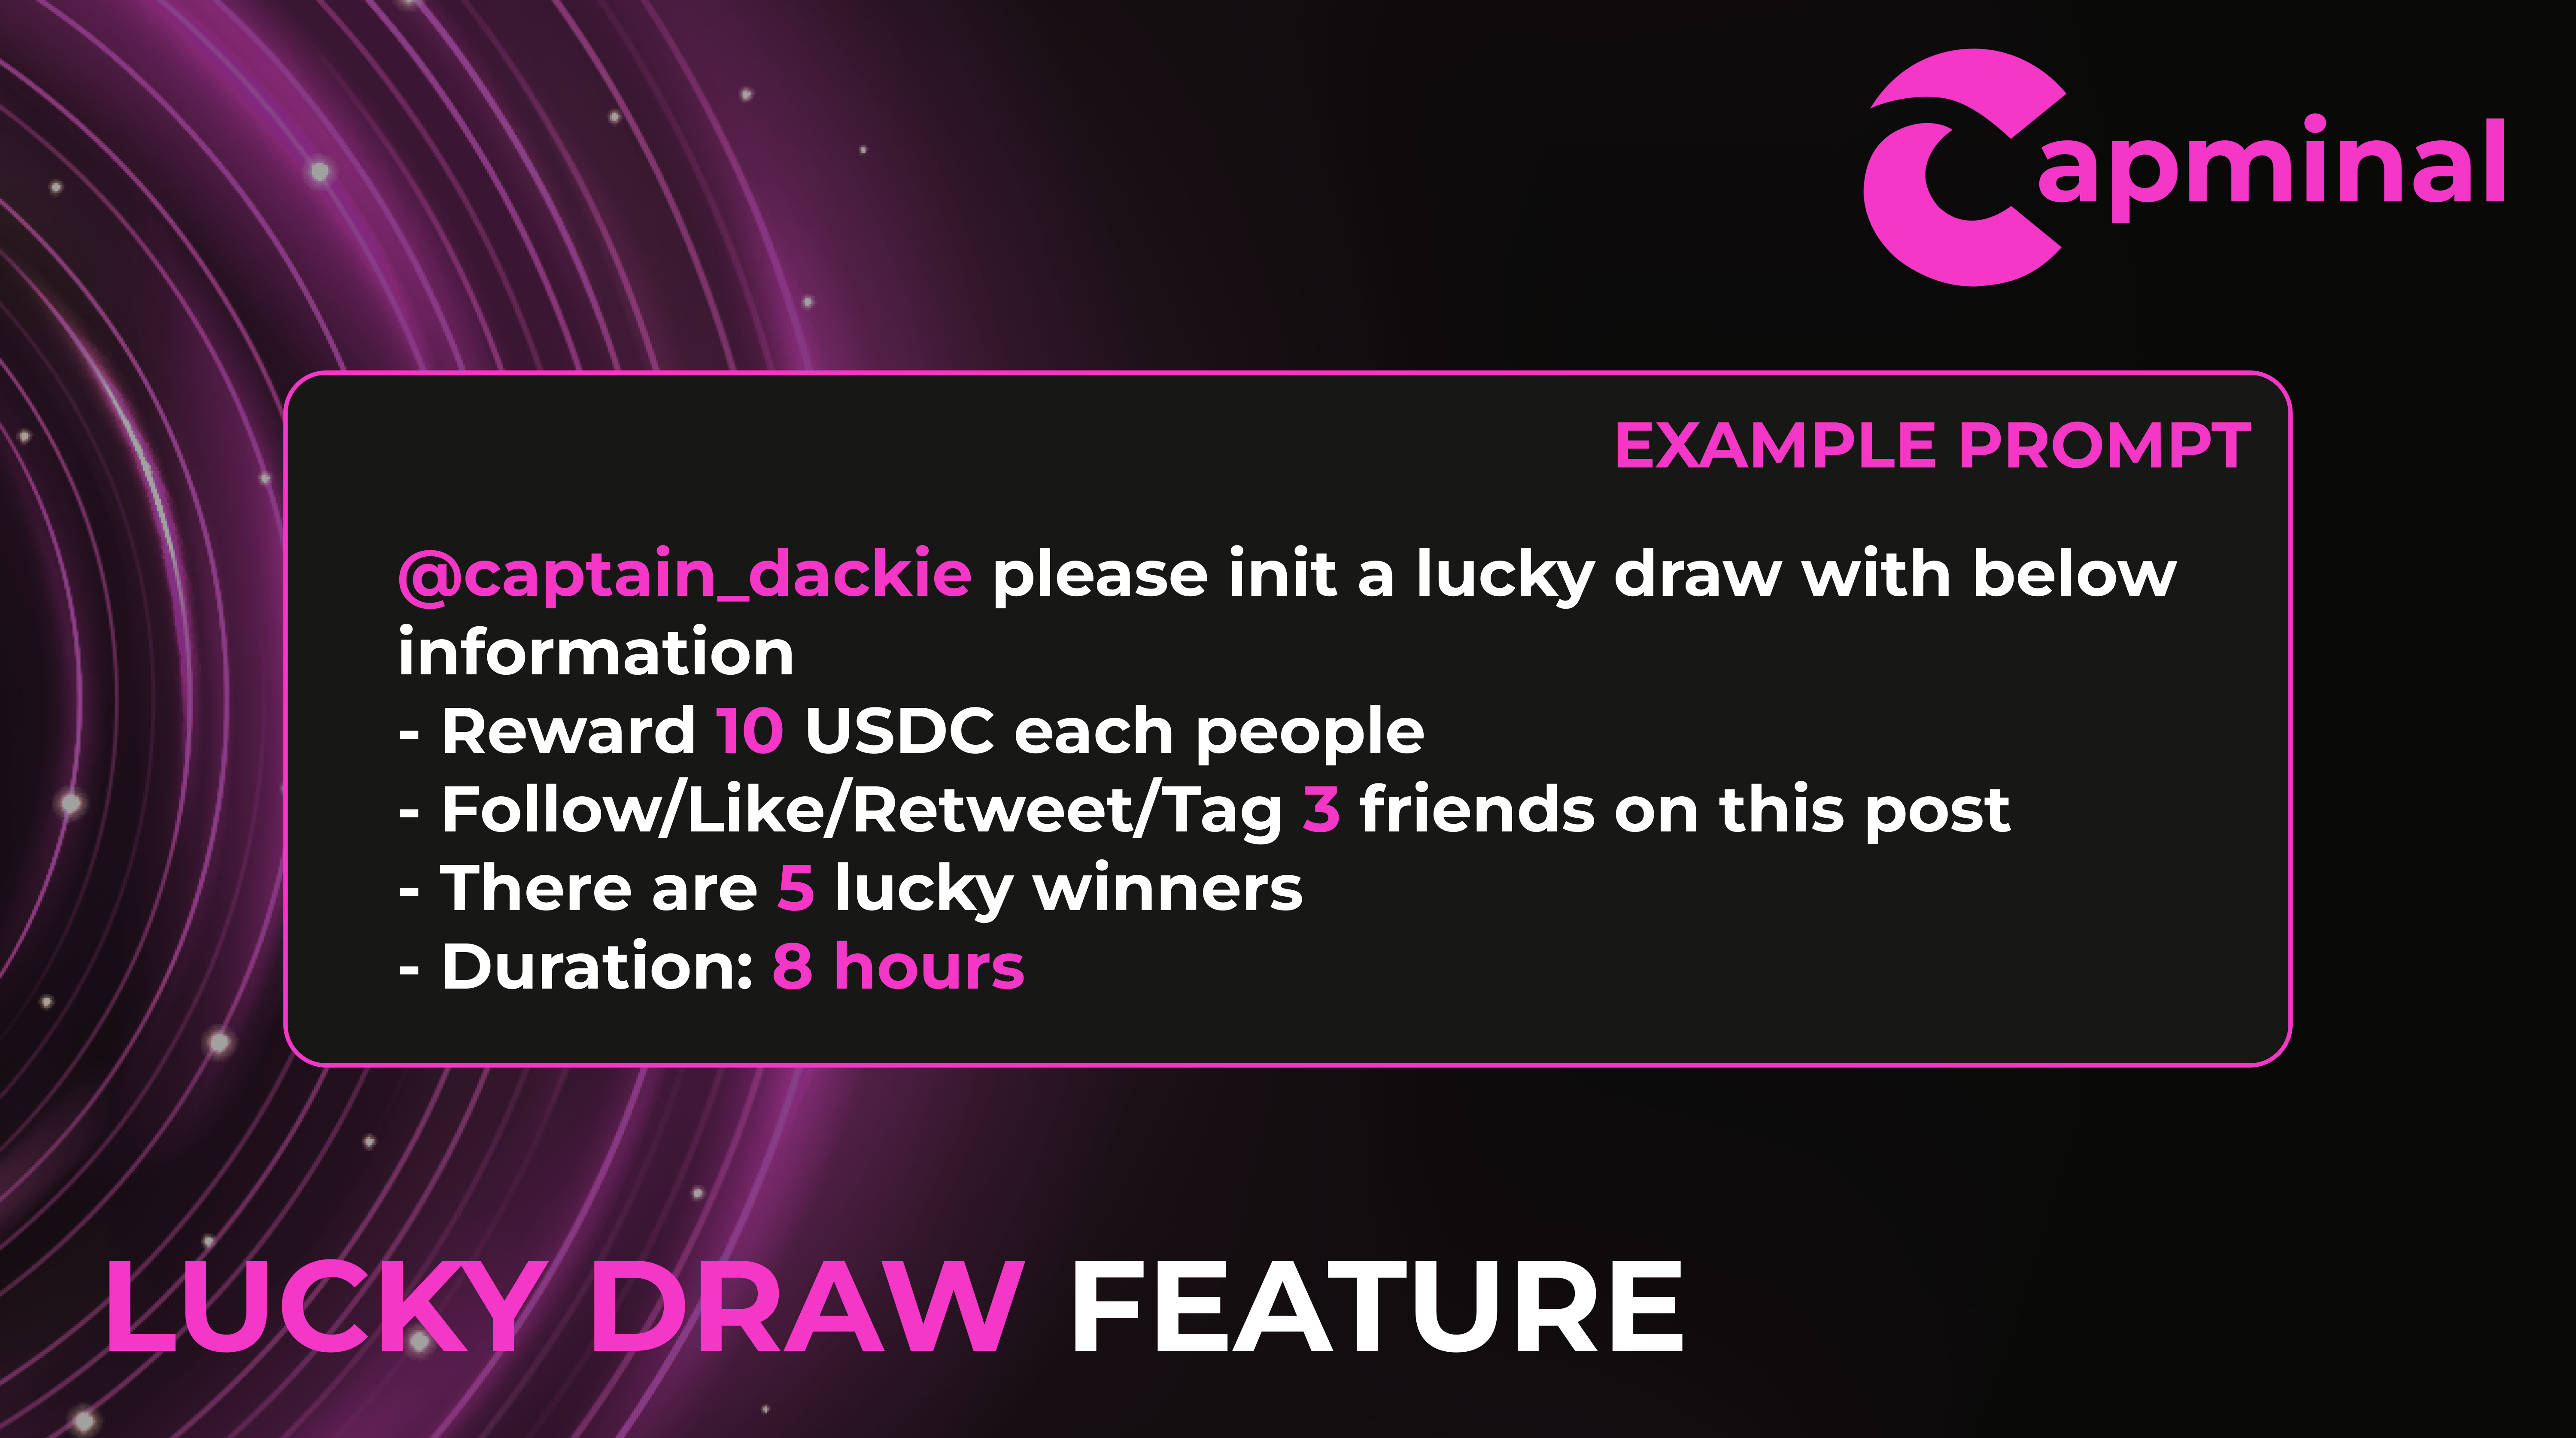 Capminal
EXAMPLE PROMPT
@captain_dackie please init a lucky draw with below
information
- Reward 10 USDC each people
- Follow/Like/Retweet/Tag 3 friends on this post
- There are 5 lucky winners
- Duration: 8 hours
LUCKY DRAW FEATURE